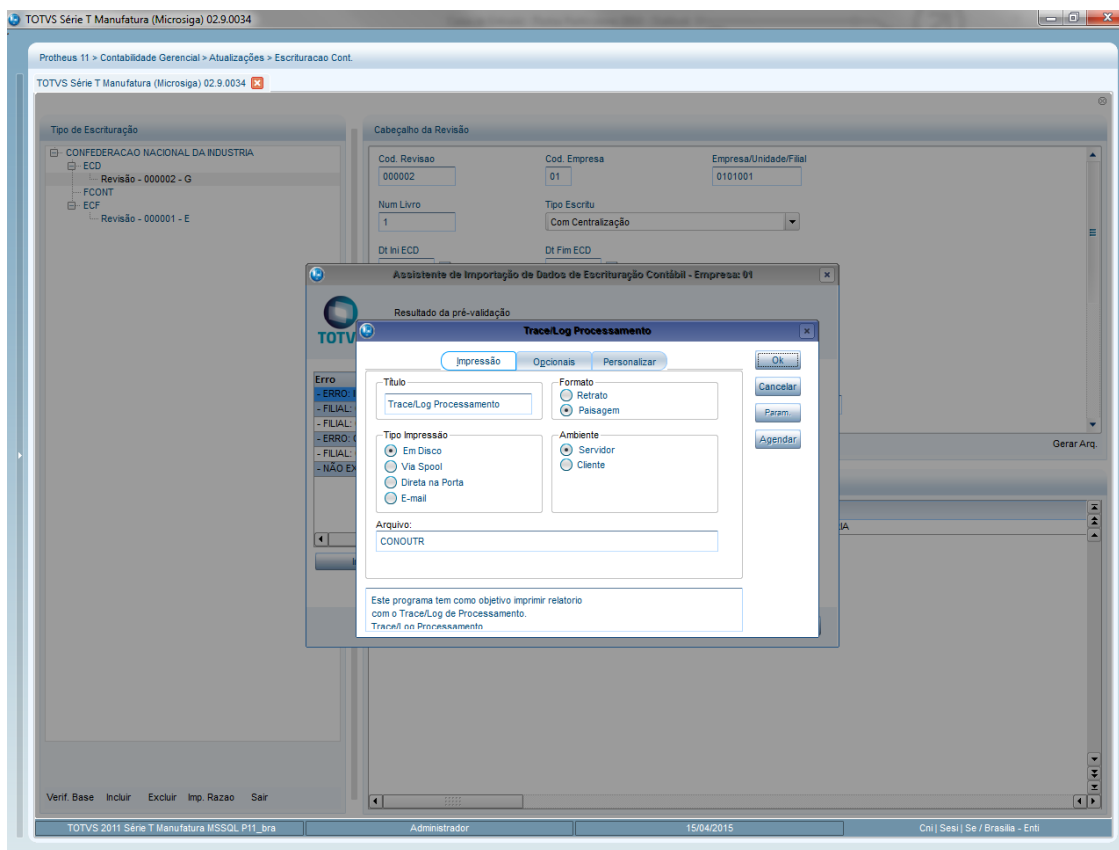 TOTVS Série T Manufatura (Microsiga) 02.9.0034
Protheus 11 > Contabilidade Gerencial > Atualizações > Escrituracao Cont.
TOTVS Série T Manufatura (Microsiga) 02.9.0034
Tipo de Escrituração
CONFEDERACAO NACIONAL DA INDUSTRIA
ECD
Revisão - 000002 - G
FCONT
ECF
Revisão - 000001 - E
Cabeçalho da Revisão
Cod. Revisao Cod. Empresa Empresa/Unidade/Filial
000002 01 0101001
Num Livro Tipo Escritu
1 Com Centralização
Dt Ini ECD Dt Fim ECD
Assistente de Importação de Dados de Escrituração Contábil - Empresa: 01
Resultado da pré-validação
TOTV
Erro
- ERRO:
- FILIAL:
- FILIAL:
- ERRO:
- FILIAL:
- NÃO EX
Trace/Log Processamento
Impressão Opcionais Personalizar
Título
Trace/Log Processamento
Formato
Retrato
Paisagem
Tipo Impressão
Em Disco
Via Spool
Direta na Porta
E-mail
Ambiente
Servidor
Cliente
Arquivo:
CONOUTR
Este programa tem como objetivo imprimir relatorio
com o Trace/Log de Processamento.
Trace/Log Processamento
Ok
Cancelar
Param.
Agendar
Gerar Arq.
IA
Verif. Base Incluir Excluir Imp. Razao Sair
TOTVS 2011 Série T Manufatura MSSQL P11_bra Administrador 15/04/2015 Cni | Sesi | Se / Brasilia - Enti